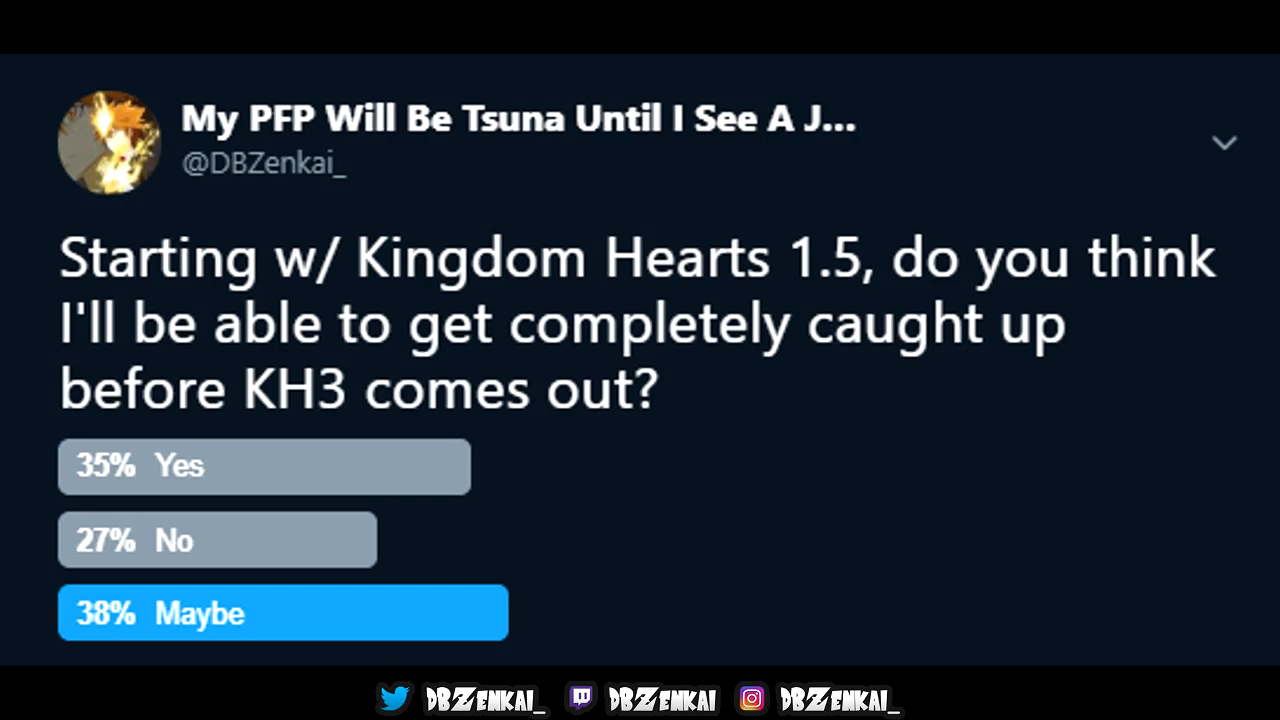 My PFP Will Be Tsuna Until I See A J...
@DBZenkai_
Starting w/ Kingdom Hearts 1.5, do you think
I'll be able to get completely caught up
before KH3 comes out?
35% Yes
27% No
38% Maybe
DBZENKAI_ DBZENKAI DBZENKAI_